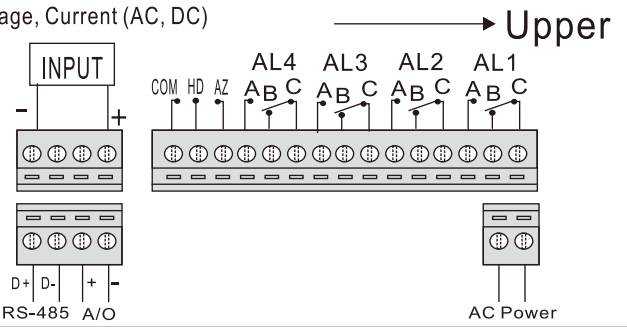 age, Current (AC, DC)
Upper
INPUT
- +
COM HD AZ
AL4 AL3 AL2 AL1
A B C A B C A B C A B C
D+ D- + -
RS-485 A/O
AC Power